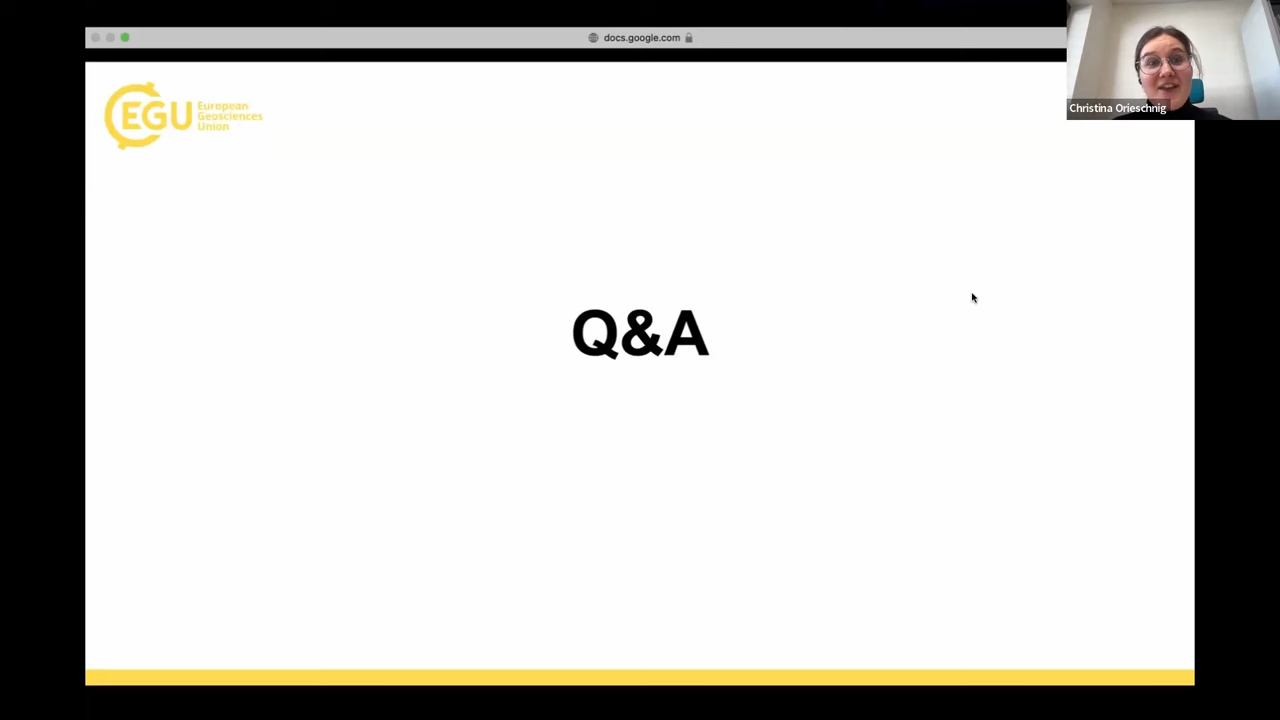 docs.google.com
Christina Orieschnig
EGU
European
Geosciences
Union
Q&A